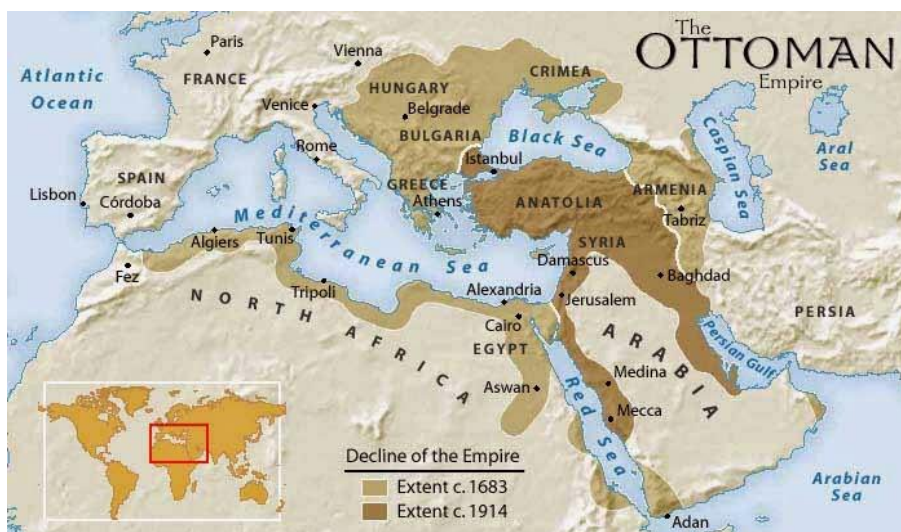 The
OTTOMAN
Empire
Paris
FRANCE
Vienna
Atlantic
Ocean
HUNGARY
CRIMEA
Venice
Belgrade
BULGARIA
Black Sea
Caspian Sea
Aral
Sea
Rome
Istanbul
SPAIN
GREECE
ARMENIA
Lisbon
Córdoba
Athens
ANATOLIA
Tabriz
Mediterranean Sea
Algiers
Tunis
SYRIA
Damascus
Baghdad
Fez
Tripoli
Alexandria
Jerusalem
PERSIA
NORTH AFRICA
Cairo
EGYPT
ARABIA
Persian Gulf
Aswan
Red Sea
Medina
Mecca
Decline of the Empire
Extent c. 1683
Extent c. 1914
Arabian
Sea
Adan